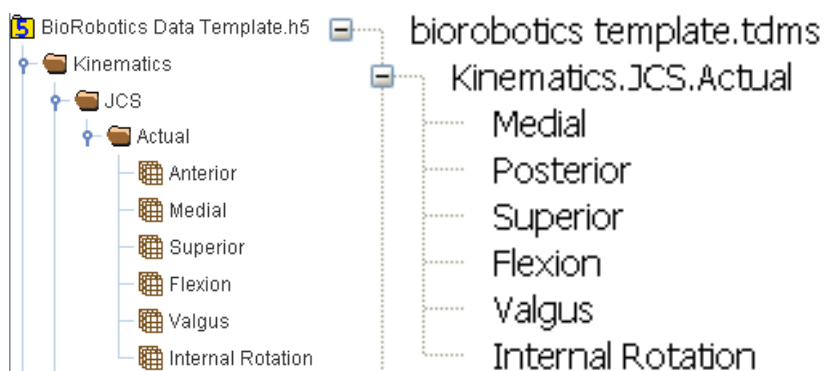 BioRobotics Data Template.h5
Kinematics
JCS
Actual
Anterior
Medial
Superior
Flexion
Valgus
Internal Rotation
biorobotics template.tdms
Kinematics.JCS.Actual
Medial
Posterior
Superior
Flexion
Valgus
Internal Rotation